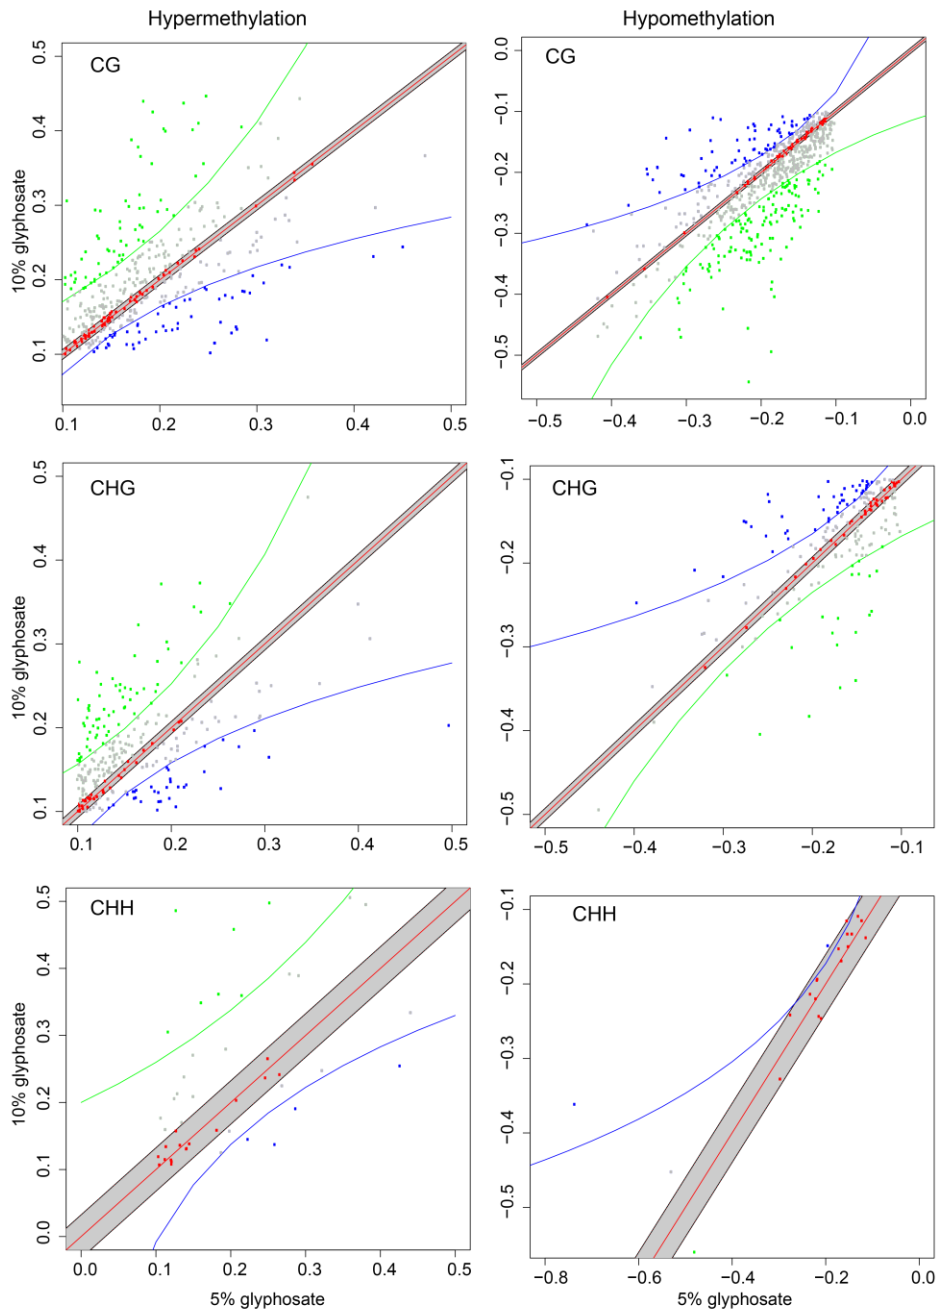 Hypermethylation
Hypomethylation
CG
10% glyphosate
0.1 0.2 0.3 0.4 0.5
0.1 0.2 0.3 0.4 0.5
CG
−0.5 −0.4 −0.3 −0.2 −0.1 0.0
−0.5 −0.4 −0.3 −0.2 −0.1 0.0
CHG
10% glyphosate
0.1 0.2 0.3 0.4 0.5
0.1 0.2 0.3 0.4 0.5
CHG
−0.5 −0.4 −0.3 −0.2 −0.1
−0.5 −0.4 −0.3 −0.2 −0.1
CHH
10% glyphosate
0.0 0.1 0.2 0.3 0.4 0.5
0.0 0.1 0.2 0.3 0.4 0.5
5% glyphosate
CHH
−0.5 −0.4 −0.3 −0.2 −0.1
−0.8 −0.6 −0.4 −0.2 0.0
5% glyphosate